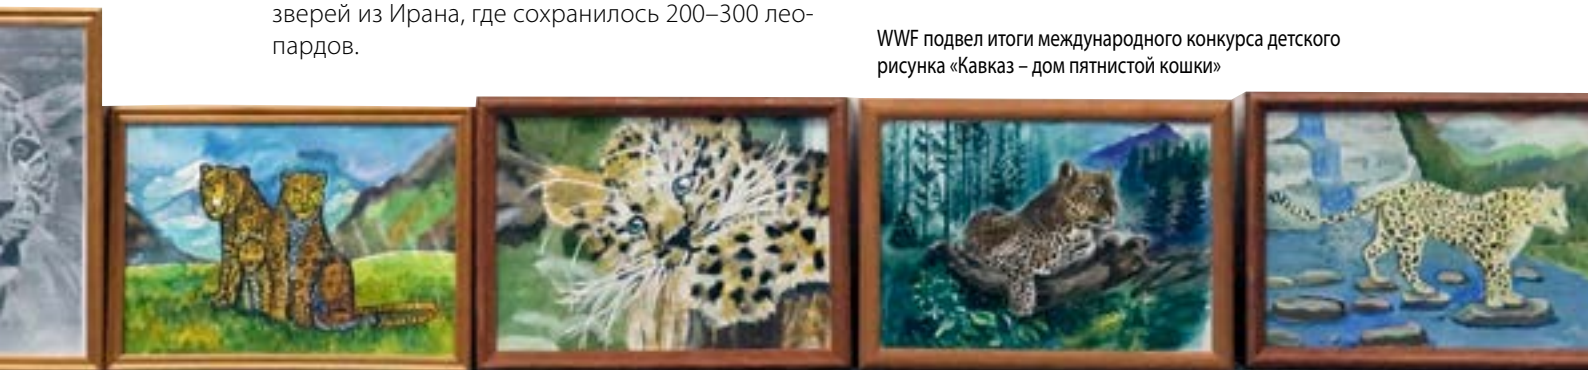 зверей из Ирана, где сохранилось 200–300 лео-
пардов.
WWF подвел итоги международного конкурса детского
рисунка «Кавказ – дом пятнистой кошки»